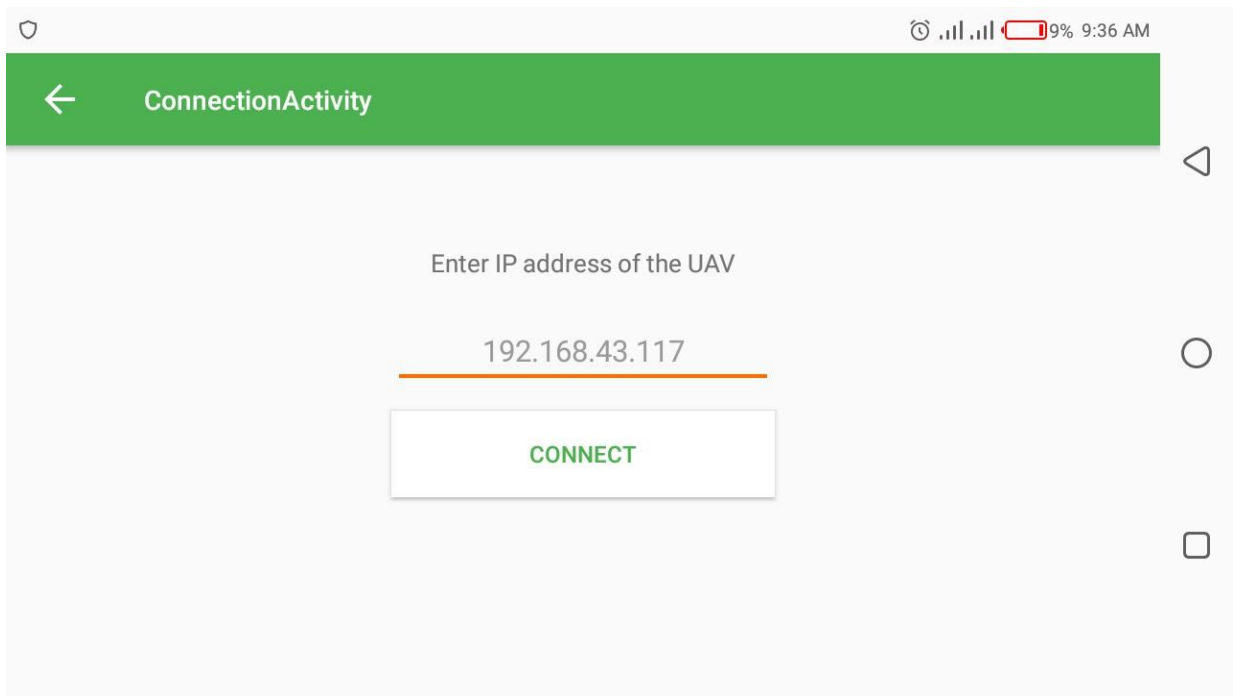 9% 9:36 AM
ConnectionActivity
Enter IP address of the UAV
192.168.43.117
CONNECT